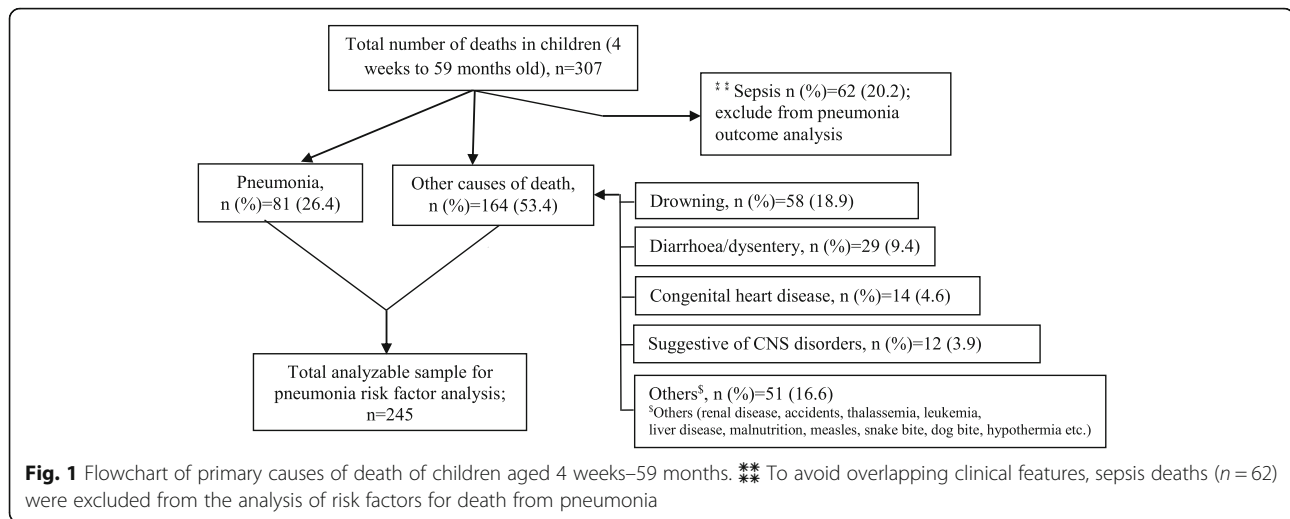 Total number of deaths in children (4
weeks to 59 months old), n=307
** Sepsis n (%)=62 (20.2);
exclude from pneumonia
outcome analysis
Pneumonia,
n (%)=81 (26.4)
Other causes of death,
n (%)=164 (53.4)
Drowning, n (%)=58 (18.9)
Diarrhoea/dysentery, n (%)=29 (9.4)
Congenital heart disease, n (%)=14 (4.6)
Suggestive of CNS disorders, n (%)=12 (3.9)
Others$, n (%)=51 (16.6)
$Others (renal disease, accidents, thalassemia, leukemia,
liver disease, malnutrition, measles, snake bite, dog bite, hypothermia etc.)
Total analyzable sample for
pneumonia risk factor analysis;
n=245
Fig. 1 Flowchart of primary causes of death of children aged 4 weeks–59 months. ⁑⁑ To avoid overlapping clinical features, sepsis deaths (n = 62)
were excluded from the analysis of risk factors for death from pneumonia